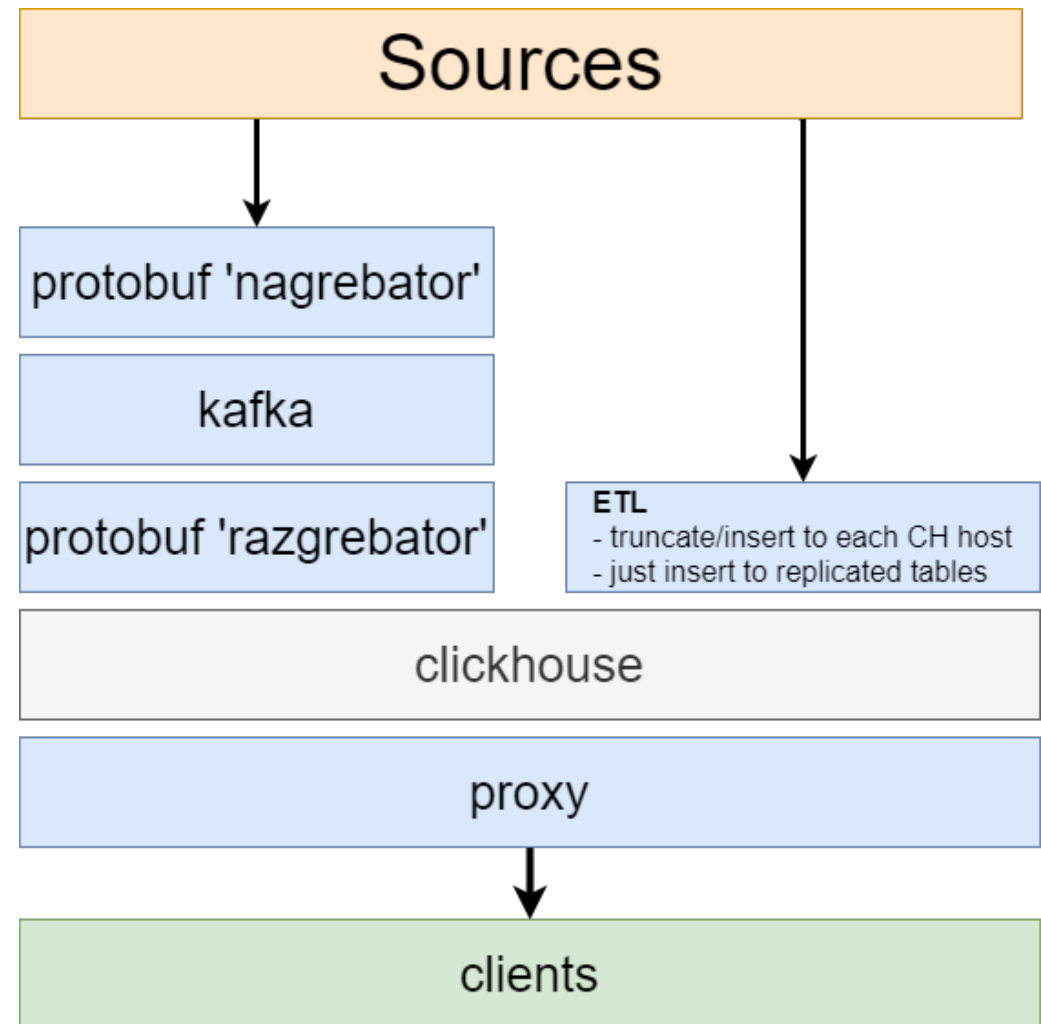 Sources
protobuf 'nagrebator'
kafka
protobuf 'razgrebator'
ETL
- truncate/insert to each CH host
- just insert to replicated tables
clickhouse
proxy
clients